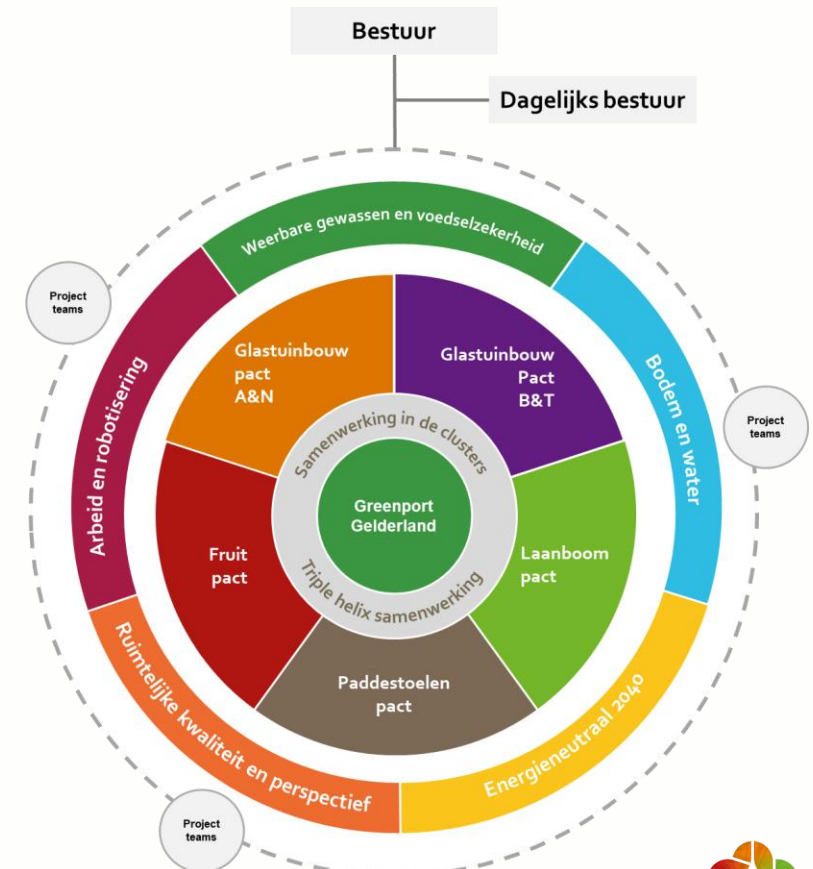 Bestuur
Dagelijks bestuur
Weerbare gewassen en voedselzekerheid
Project
teams
Arbeid en robotisering
Glastuinbouw
pact
A&N
Glastuinbouw
Pact
B&T
Bodem en water
Project
teams
Samenwerking in de clusters
Greenport
Gelderland
Triple helix samenwerking
Fruit
pact
Laanboom
pact
Paddestoelen
pact
Ruimtelijke kwaliteit en perspectief
Energieneutraal 2040
Project
teams